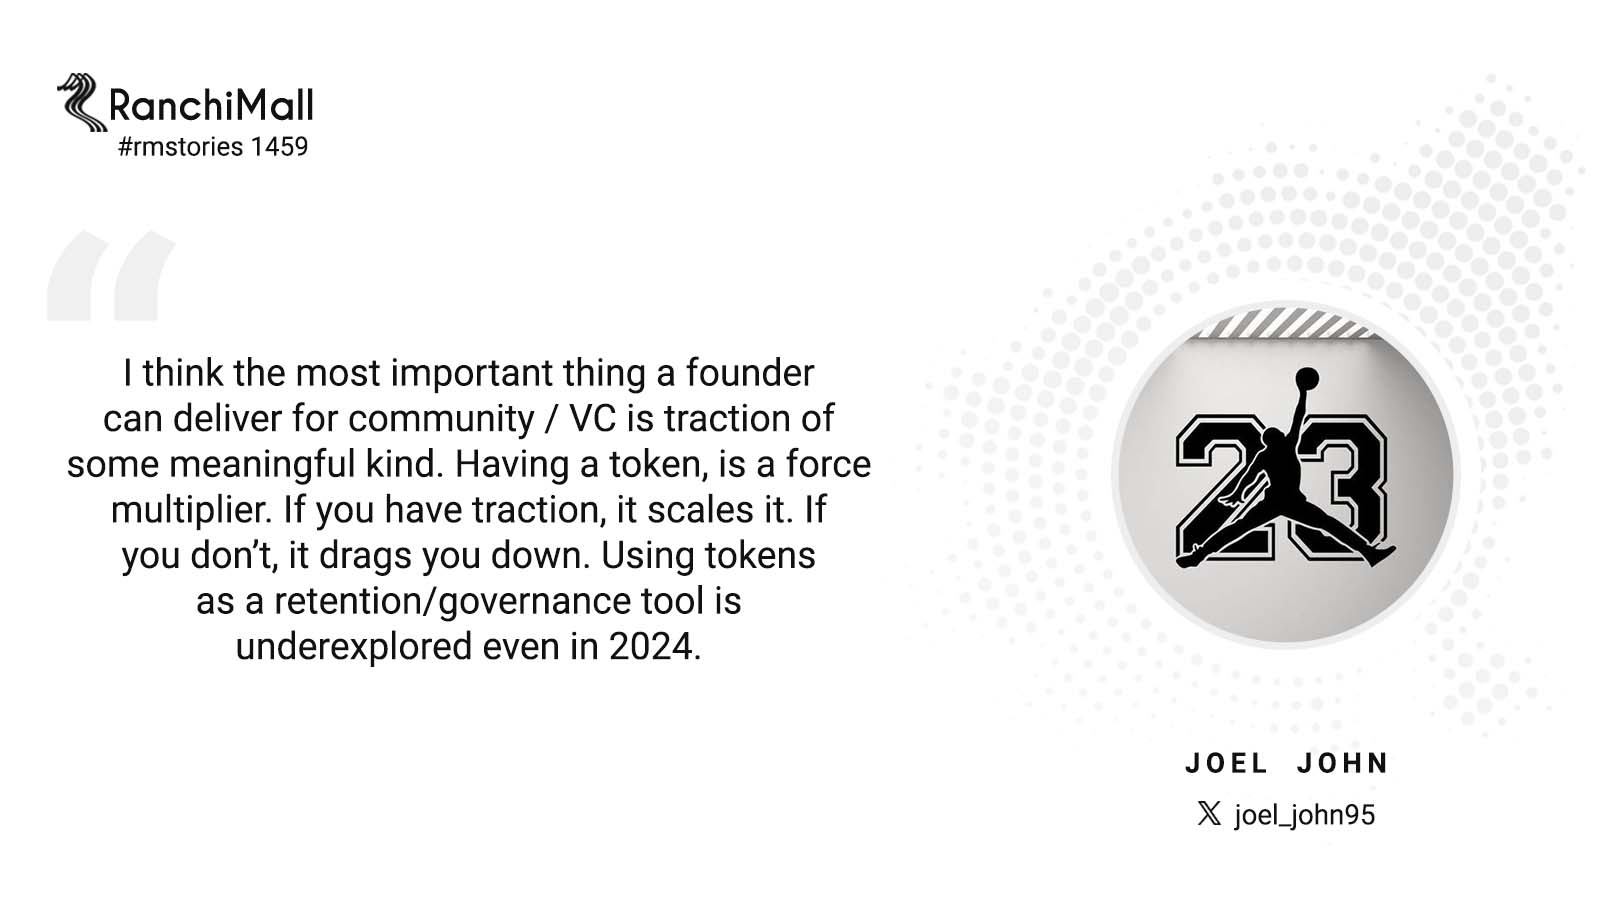 RanchiMall
#rmstories 1459
“
I think the most important thing a founder
can deliver for community / VC is traction of
some meaningful kind. Having a token, is a force
multiplier. If you have traction, it scales it. If
you don’t, it drags you down. Using tokens
as a retention/governance tool is
underexplored even in 2024.
23
JOEL JOHN
𝕏 joel_john95